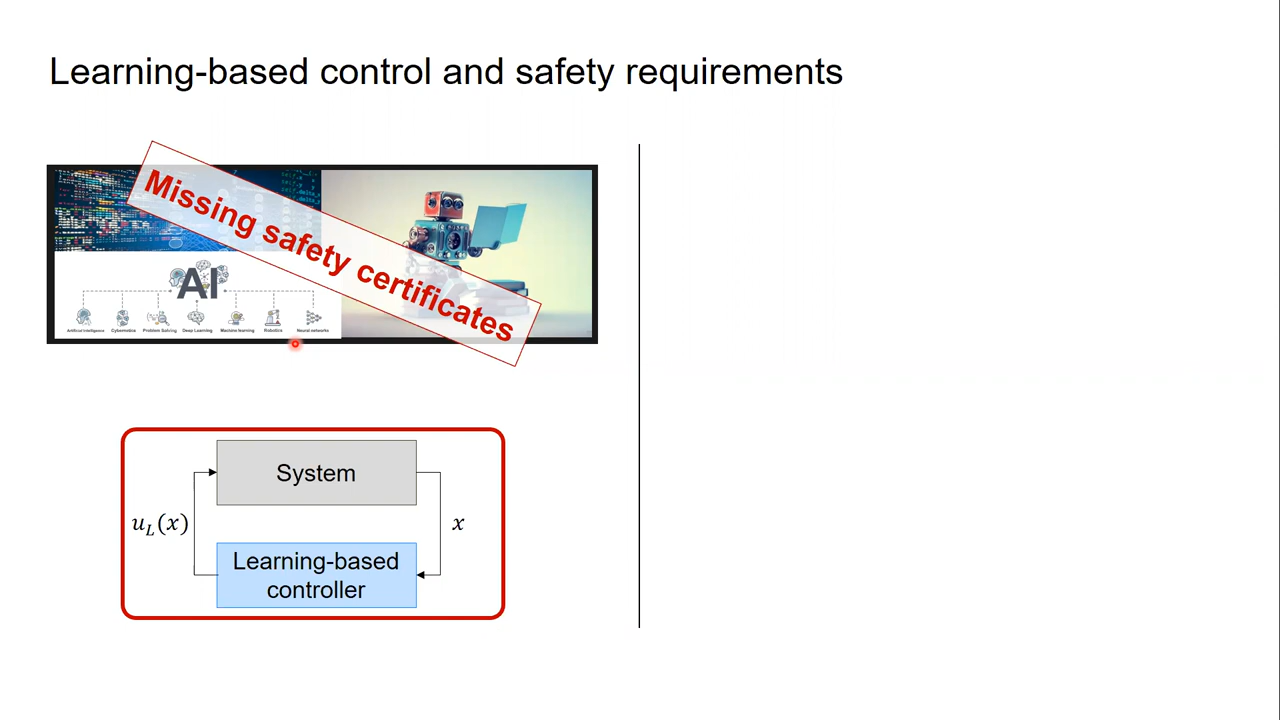 Learning-based control and safety requirements
Missing safety certificates
AI
Artificial Intelligence Cybernetics Problem Solving Deep Learning Machine learning Robotics Neural networks
System
u_L(x)
x
Learning-based
controller